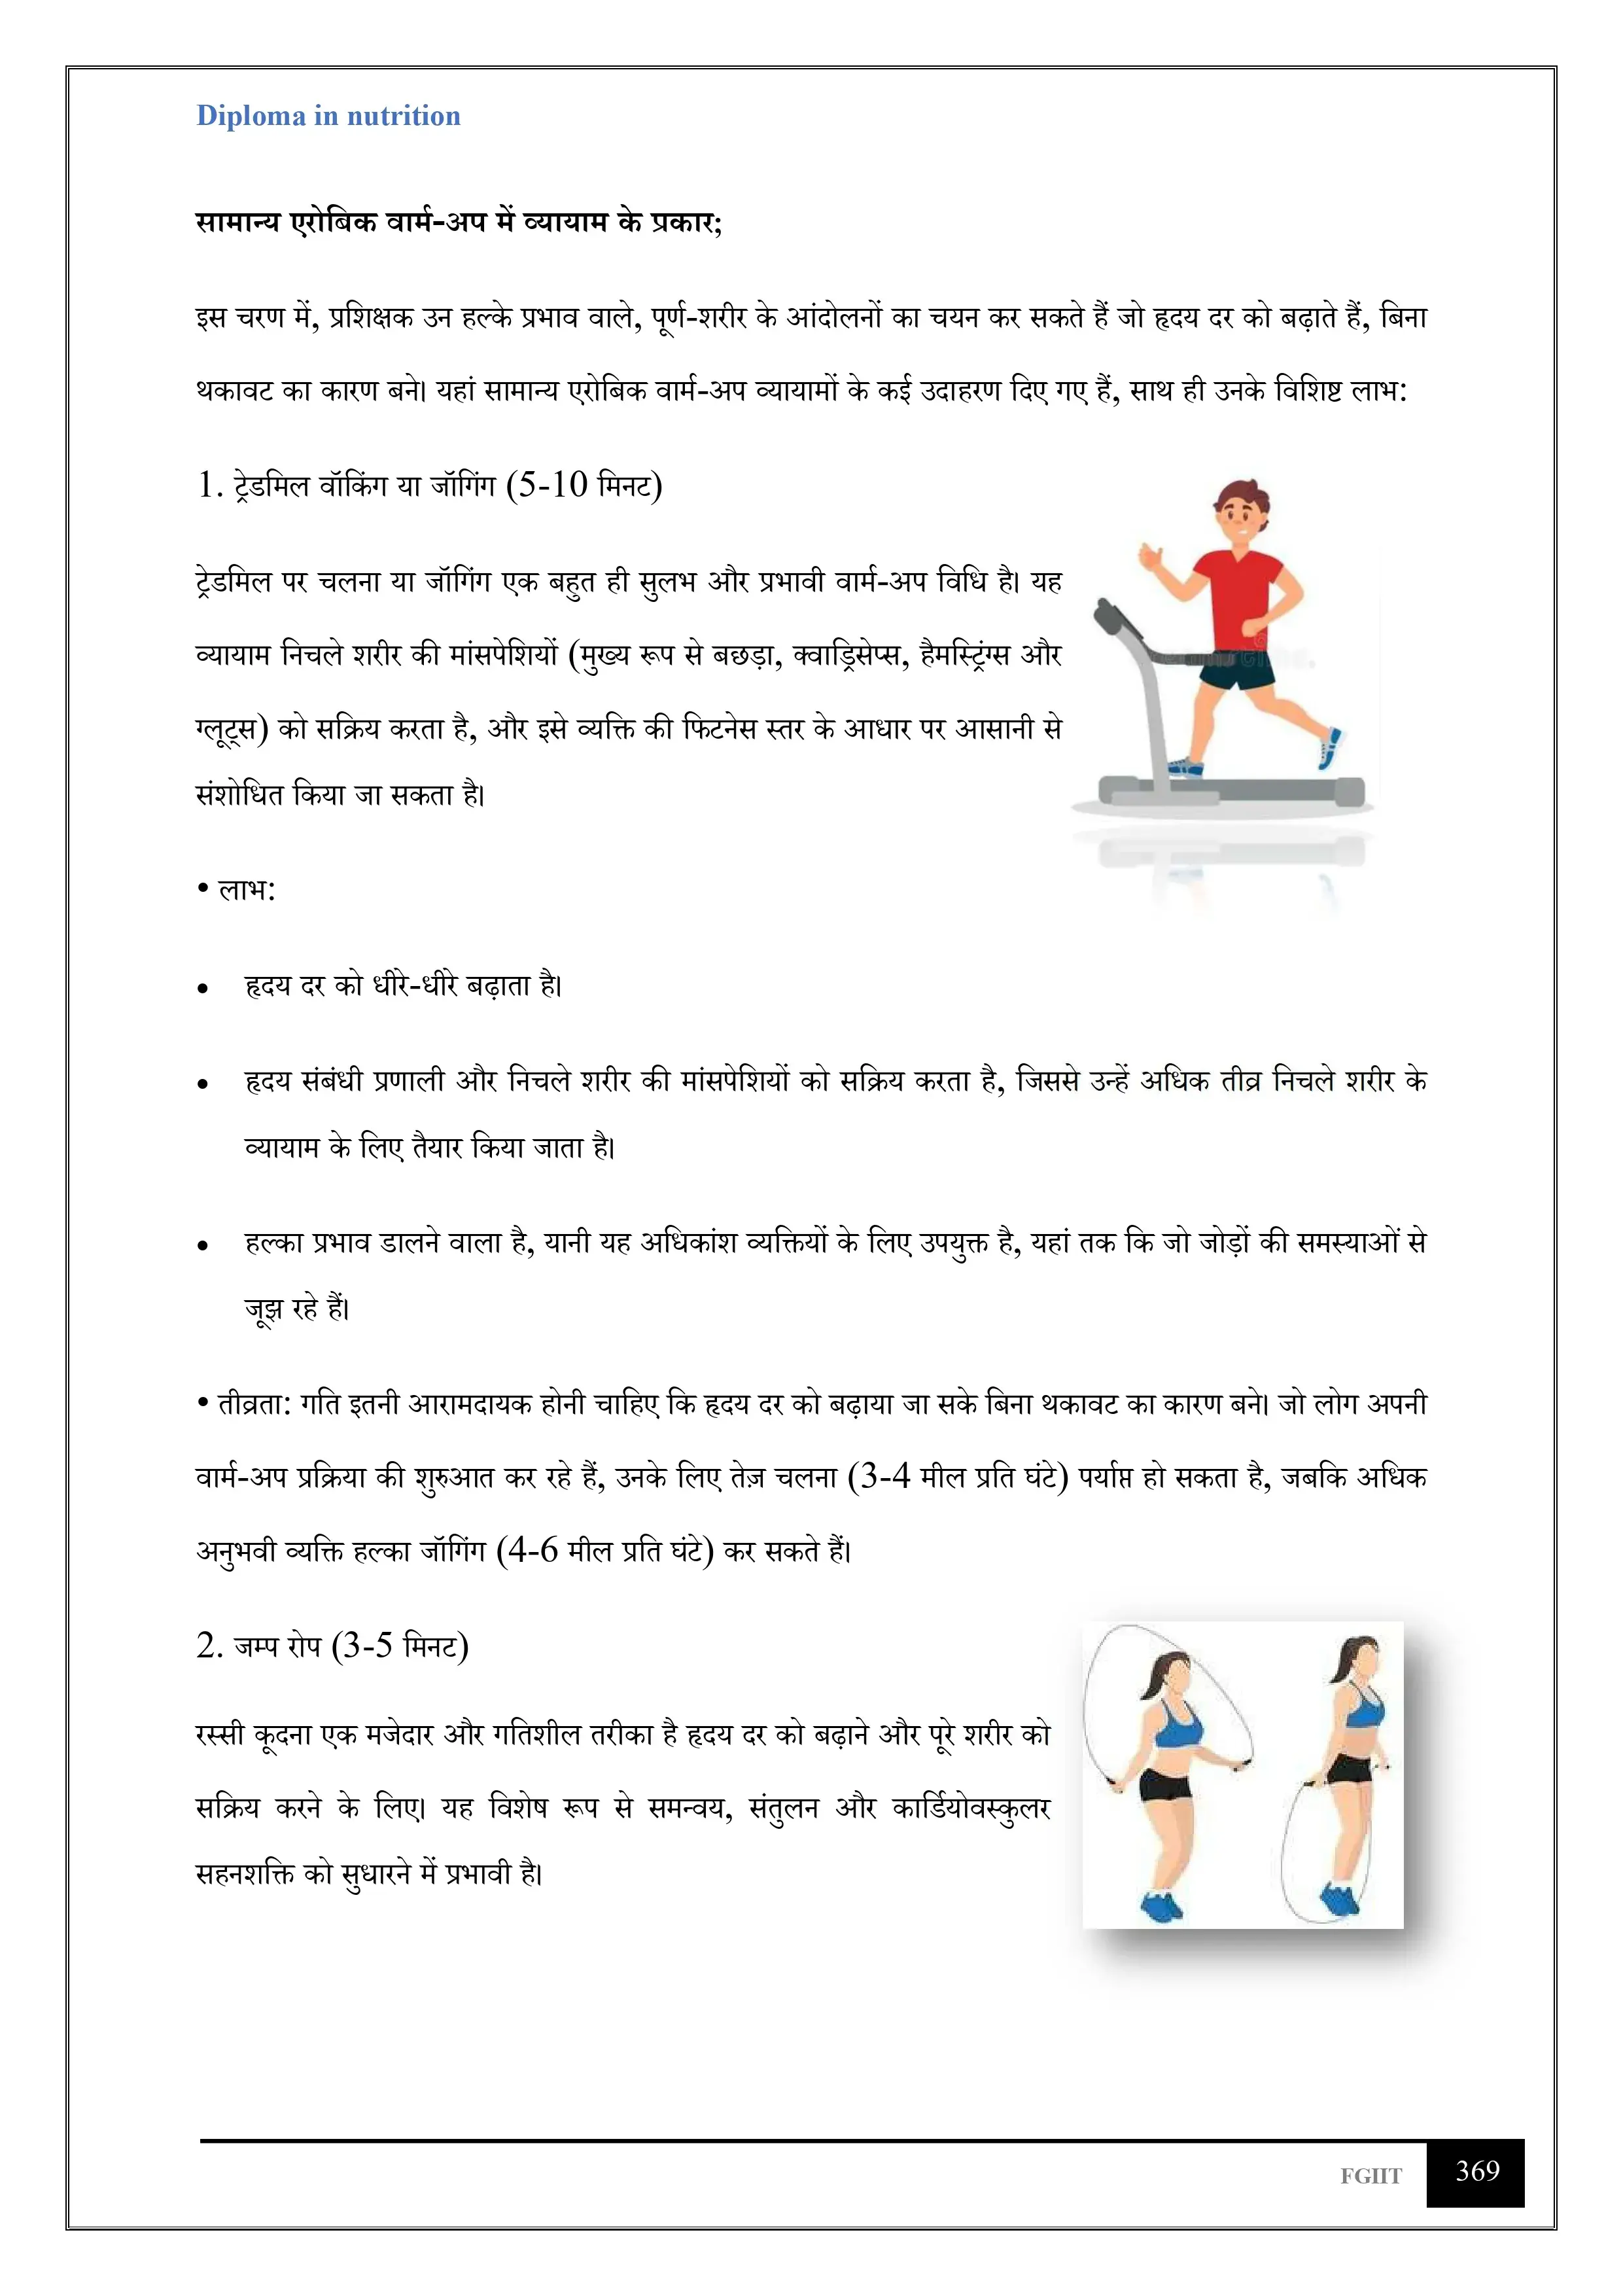 Diploma in nutrition
सामान्य एरोबिक वार्म-अप में व्यायाम के प्रकार;
इस चरण में, प्रशिक्षक उन हल्के प्रभाव वाले, पूर्ण-शरीर के आंदोलनों का चयन कर सकते हैं जो हृदय दर को बढ़ाते हैं, बिना
थकावट का कारण बने। यहां सामान्य एरोबिक वार्म-अप व्यायामों के कई उदाहरण दिए गए हैं, साथ ही उनके विशिष्ट लाभ:
1. ट्रेडमिल वॉकिंग या जॉगिंग (5-10 मिनट)
ट्रेडमिल पर चलना या जॉगिंग एक बहुत ही सुलभ और प्रभावी वार्म-अप विधि है। यह
व्यायाम निचले शरीर की मांसपेशियों (मुख्य रूप से बछड़ा, क्वाड्रिसेप्स, हैमस्ट्रिंग्स और
ग्लूट्स) को सक्रिय करता है, और इसे व्यक्ति की फिटनेस स्तर के आधार पर आसानी से
संशोधित किया जा सकता है।
• लाभ:
• हृदय दर को धीरे-धीरे बढ़ाता है।
• हृदय संबंधी प्रणाली और निचले शरीर की मांसपेशियों को सक्रिय करता है, जिससे उन्हें अधिक तीव्र निचले शरीर के
व्यायाम के लिए तैयार किया जाता है।
• हल्का प्रभाव डालने वाला है, यानी यह अधिकांश व्यक्तियों के लिए उपयुक्त है, यहां तक कि जो जोड़ों की समस्याओं से
जूझ रहे हैं।
• तीव्रता: गति इतनी आरामदायक होनी चाहिए कि हृदय दर को बढ़ाया जा सके बिना थकावट का कारण बने। जो लोग अपनी
वार्म-अप प्रक्रिया की शुरुआत कर रहे हैं, उनके लिए तेज़ चलना (3-4 मील प्रति घंटे) पर्याप्त हो सकता है, जबकि अधिक
अनुभवी व्यक्ति हल्का जॉगिंग (4-6 मील प्रति घंटे) कर सकते हैं।
2. जम्प रोप (3-5 मिनट)
रस्सी कूदना एक मजेदार और गतिशील तरीका है हृदय दर को बढ़ाने और पूरे शरीर को
सक्रिय करने के लिए। यह विशेष रूप से समन्वय, संतुलन और कार्डियोवस्कुलर
सहनशक्ति को सुधारने में प्रभावी है।
FGIIT 369